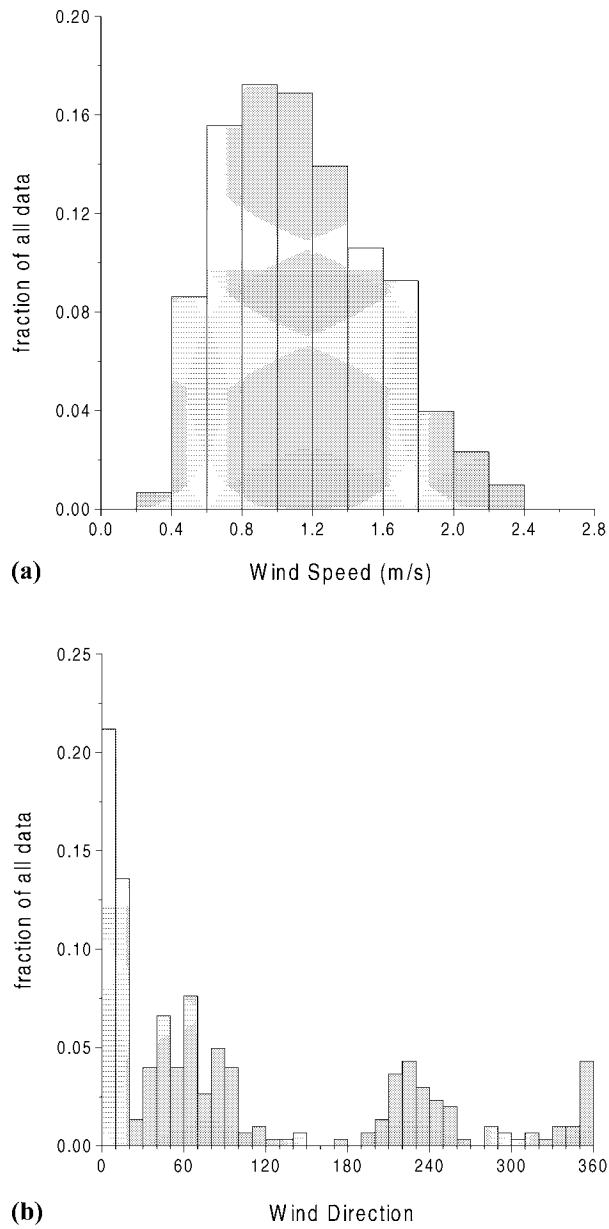 0.20
0.16
0.12
0.08
0.04
0.00
fraction of all data
0.0 0.4 0.8 1.2 1.6 2.0 2.4 2.8
(a) Wind Speed (m/s)
0.25
0.20
0.15
0.10
0.05
0.00
fraction of all data
0 60 120 180 240 300 360
(b) Wind Direction